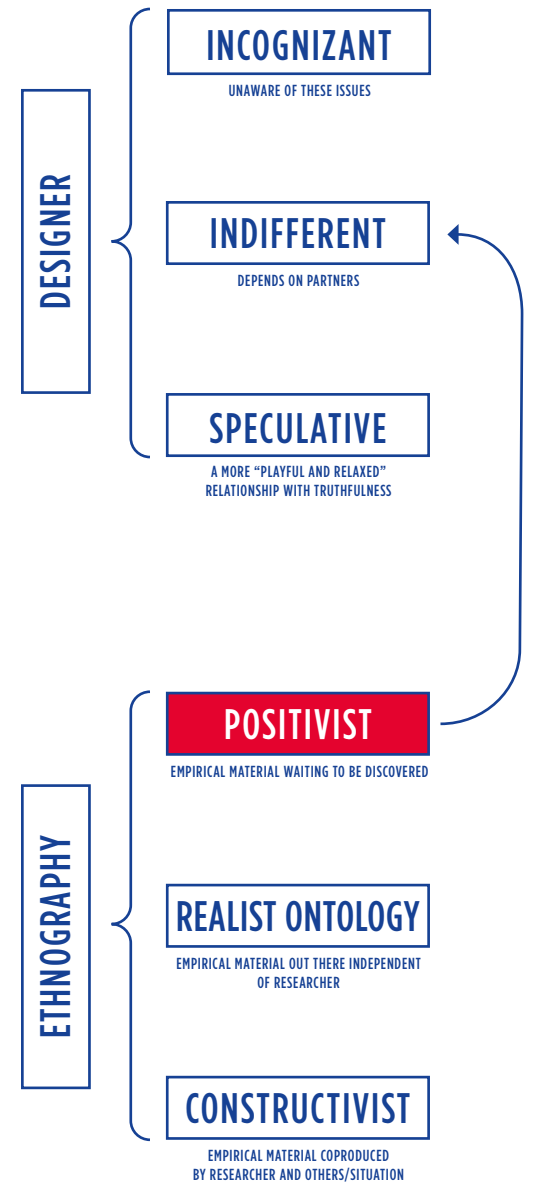 DESIGNER
INCOGNIZANT
UNAWARE OF THESE ISSUES
INDIFFERENT
DEPENDS ON PARTNERS
SPECULATIVE
A MORE “PLAYFUL AND RELAXED”
RELATIONSHIP WITH TRUTHFULNESS
ETHNOGRAPHY
POSITIVIST
EMPIRICAL MATERIAL WAITING TO BE DISCOVERED
REALIST ONTOLOGY
EMPIRICAL MATERIAL OUT THERE INDEPENDENT
OF RESEARCHER
CONSTRUCTIVIST
EMPIRICAL MATERIAL COPRODUCED
BY RESEARCHER AND OTHERS/SITUATION